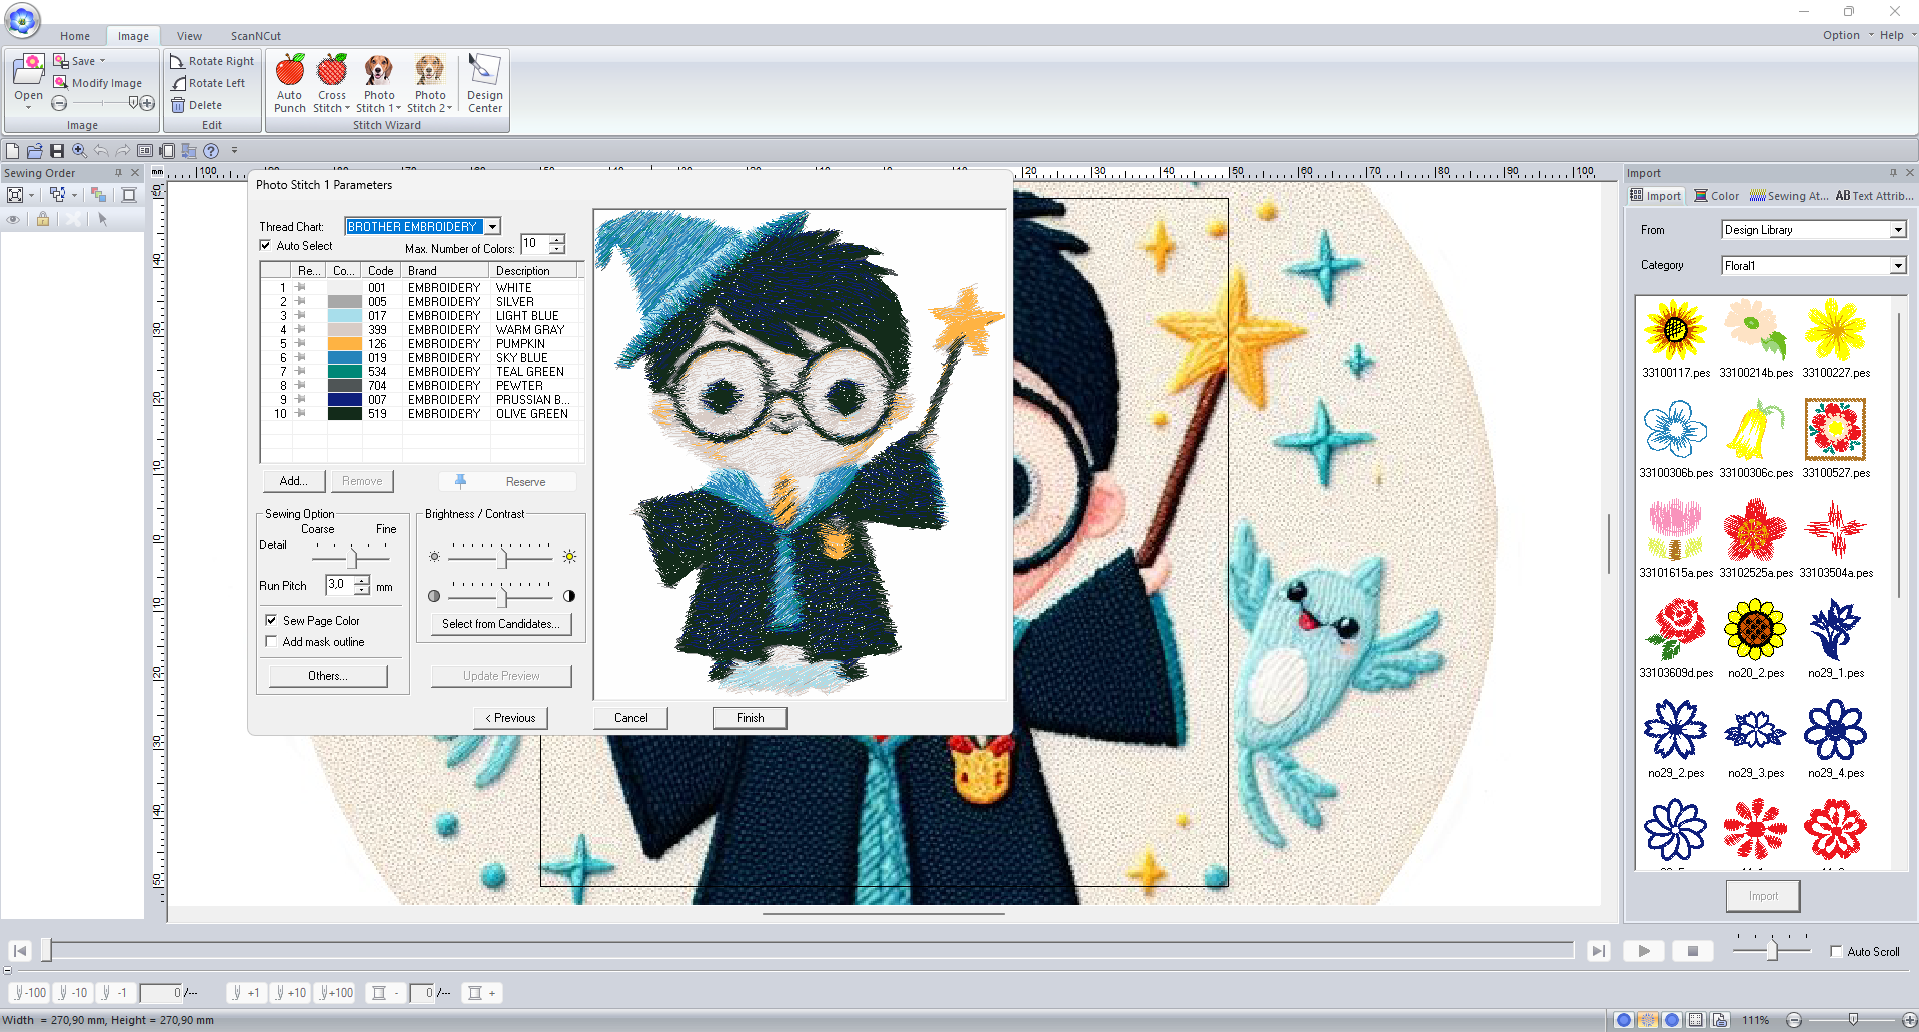 Home Image View ScanNCut
Option Help
Open
Save
Modify Image
Image
Rotate Right
Rotate Left
Delete
Edit
Auto Punch
Cross Stitch
Photo Stitch 1
Photo Stitch 2
Design Center
Stitch Wizard
Sewing Order
mm
Photo Stitch 1 Parameters
Thread Chart: BROTHER EMBROIDERY
Auto Select
Max. Number of Colors: 10
Re... Co... Code Brand Description
1 001 EMBROIDERY WHITE
2 005 EMBROIDERY SILVER
3 017 EMBROIDERY LIGHT BLUE
4 399 EMBROIDERY WARM GRAY
5 126 EMBROIDERY PUMPKIN
6 019 EMBROIDERY SKY BLUE
7 534 EMBROIDERY TEAL GREEN
8 704 EMBROIDERY PEWTER
9 007 EMBROIDERY PRUSSIAN B...
10 519 EMBROIDERY OLIVE GREEN
Add... Remove Reserve
Sewing Option
Coarse Fine
Detail
Run Pitch 3,0 mm
Sew Page Color
Add mask outline
Others...
Brightness / Contrast
Select from Candidates...
Update Preview
< Previous Cancel Finish
Import
Import Color Sewing At... AB Text Attrib...
From Design Library
Category Floral1
33100117.pes 33100214b.pes 33100227.pes
33100306b.pes 33100306c.pes 33100527.pes
33101615a.pes 33102525a.pes 33103504a.pes
33103609d.pes no20_2.pes no29_1.pes
no29_2.pes no29_3.pes no29_4.pes
Import
Auto Scroll
-100 -10 -1 0 /--- +1 +10 +100 - 0 /--- +
Width = 270,90 mm, Height = 270,90 mm
111%